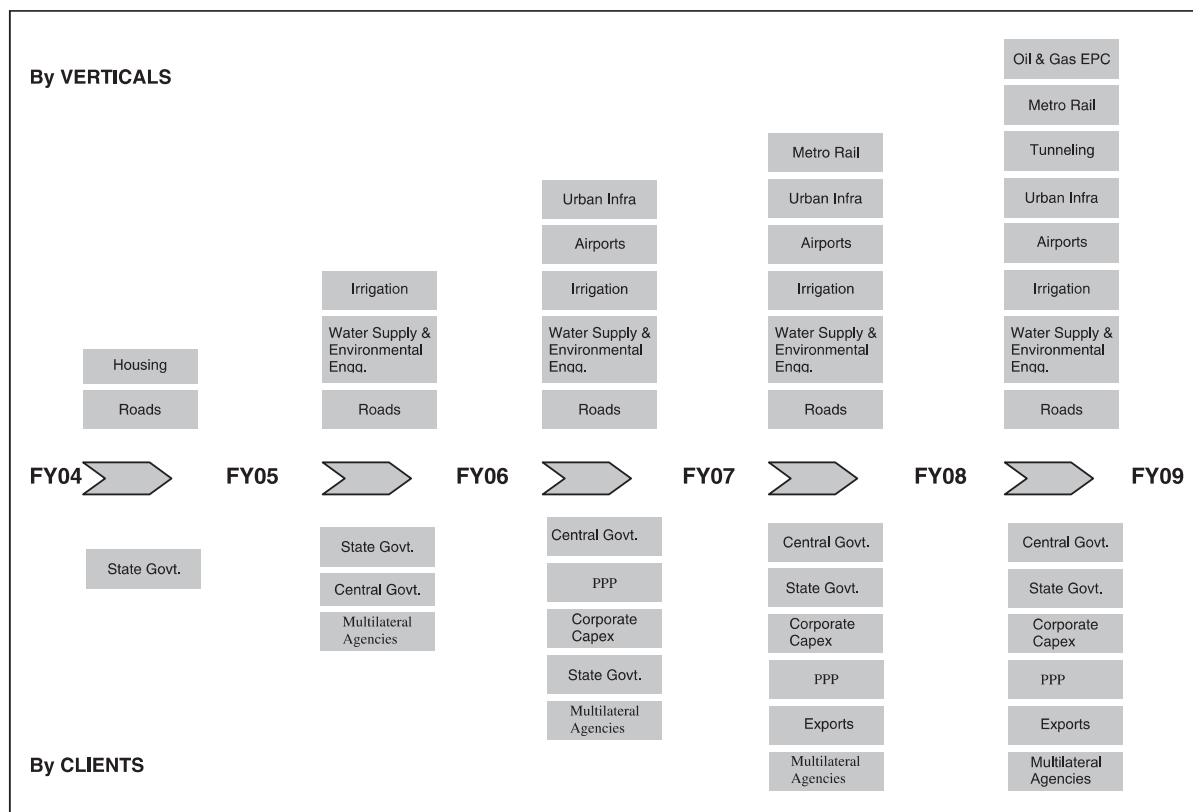 By VERTICALS
Oil & Gas EPC
Metro Rail
Tunneling
Urban Infra
Airports
Irrigation
Water Supply &
Environmental
Engg.
Roads
Metro Rail
Urban Infra
Airports
Irrigation
Water Supply &
Environmental
Engg.
Roads
Urban Infra
Airports
Irrigation
Water Supply &
Environmental
Engg.
Roads
Irrigation
Water Supply &
Environmental
Engg.
Roads
Housing
Roads
FY04
FY05
FY06
FY07
FY08
FY09
State Govt.
State Govt.
Central Govt.
Multilateral
Agencies
Central Govt.
PPP
Corporate
Capex
State Govt.
Multilateral
Agencies
Central Govt.
State Govt.
Corporate
Capex
PPP
Exports
Multilateral
Agencies
Central Govt.
State Govt.
Corporate
Capex
PPP
Exports
Multilateral
Agencies
By CLIENTS